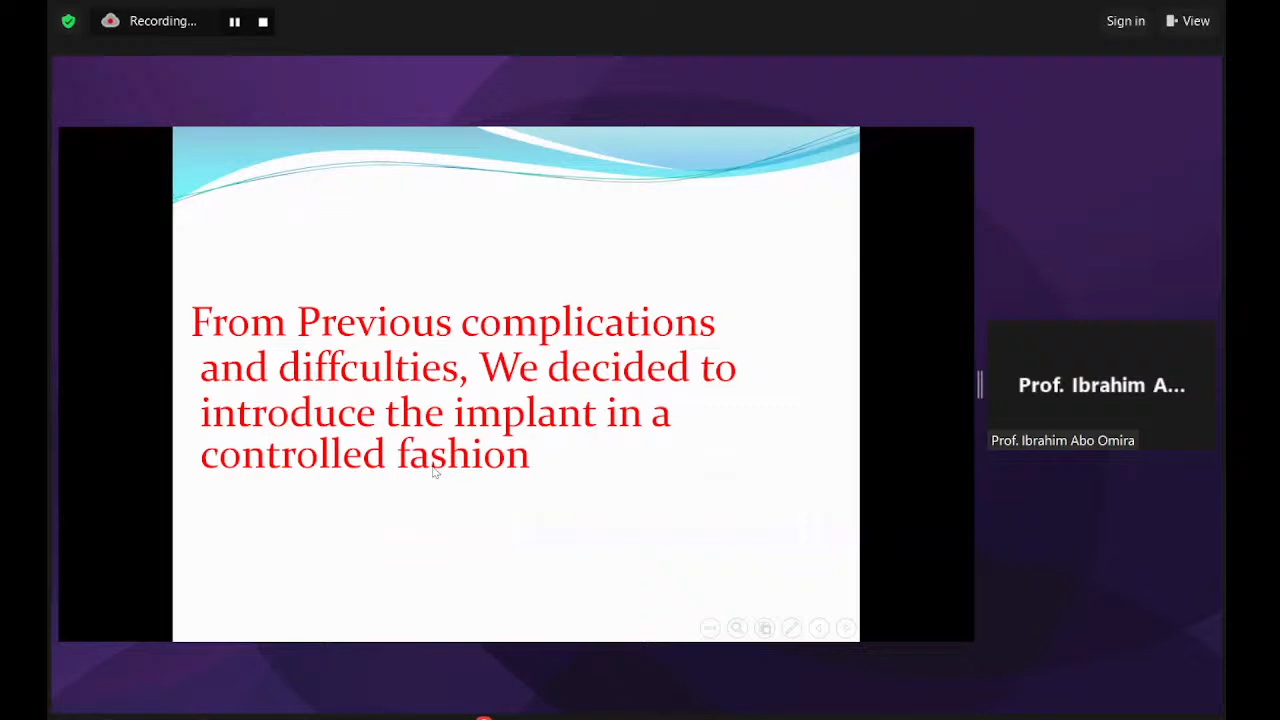 Recording...
Sign in
View
From Previous complications
and diffculties, We decided to
introduce the implant in a
controlled fashion
Prof. Ibrahim A...
Prof. Ibrahim Abo Omira